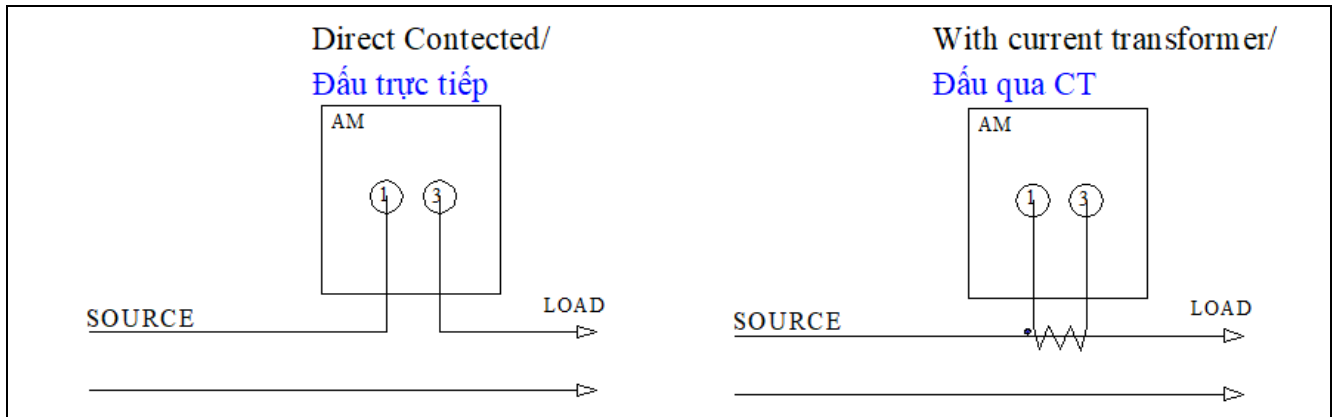 Direct Contected/
Đấu trực tiếp
AM
1 3
SOURCE
LOAD
With current transformer/
Đấu qua CT
AM
1 3
SOURCE
LOAD